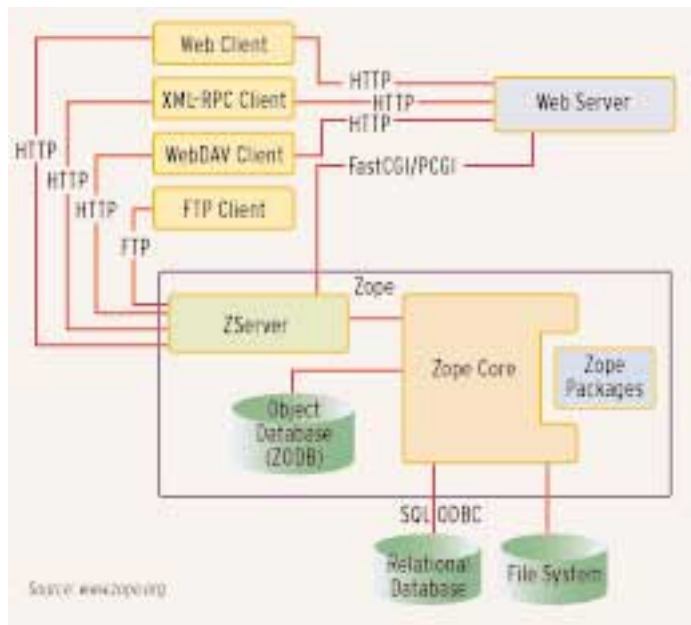 Web Client
XML-RPC Client
WebDAV Client
FTP Client
HTTP
HTTP
HTTP
Web Server
FastCGI/PCGI
HTTP
HTTP
HTTP
FTP
Zope
ZServer
Zope Core
Zope
Packages
Object
Database
(ZODB)
SQL ODBC
Relational
Database
File System
Source: www.zope.org